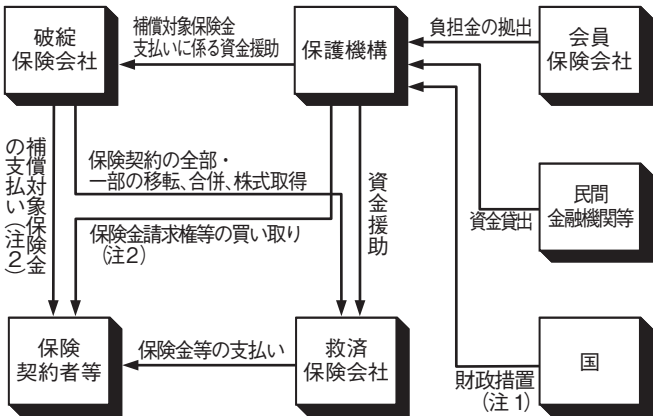 破綻
保険会社
補償対象保険金
支払いに係る資金援助
保護機構
負担金の拠出
会員
保険会社
補償対象保険金
の支払い(注2)
保険契約の全部・
一部の移転、合併、株式取得
保険金請求権等の買い取り
(注2)
資金援助
資金貸出
民間
金融機関等
保険
契約者等
保険金等の支払い
救済
保険会社
財政措置
(注1)
国